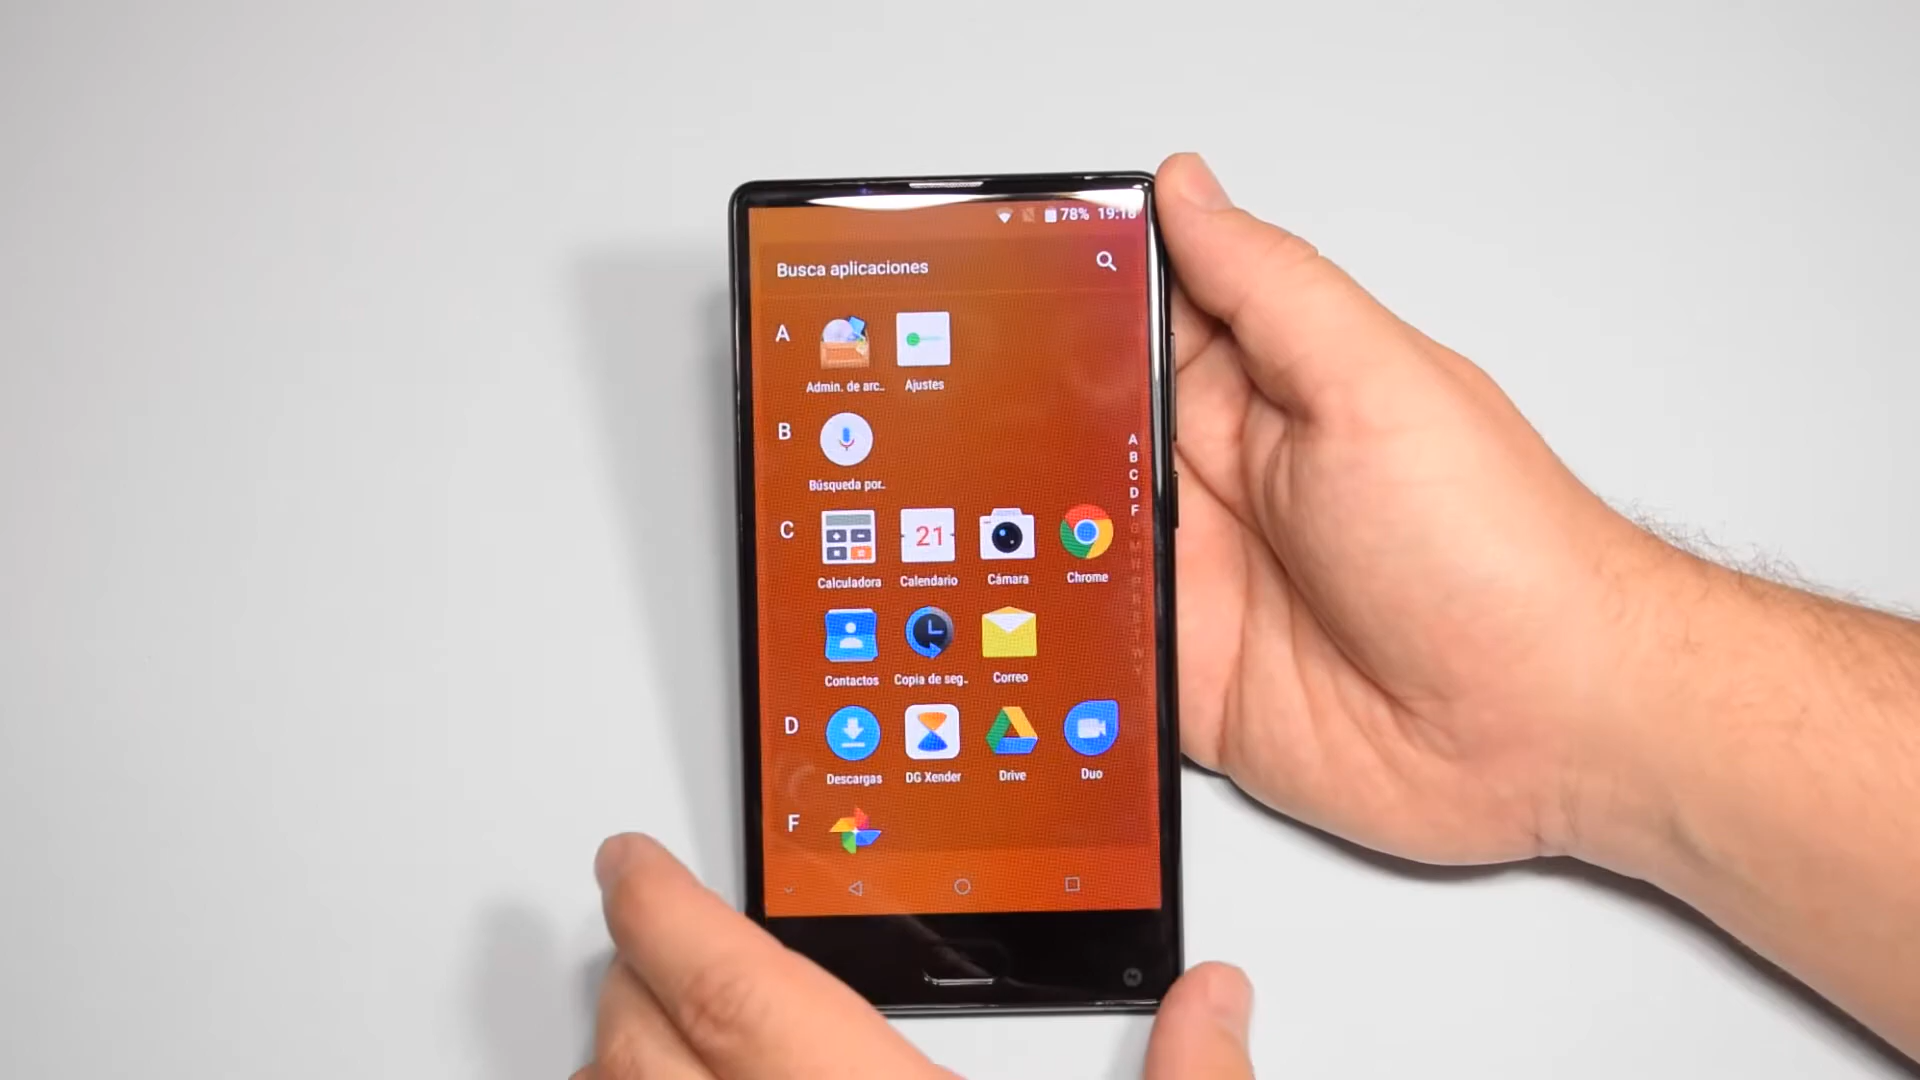 78% 19:18
Busca aplicaciones
A
Admin. de arc..
Ajustes
B
Búsqueda por..
C
21
Calculadora
Calendario
Cámara
Chrome
Contactos
Copia de seg..
Correo
D
Descargas
DG Xender
Drive
Duo
F
A
B
C
D
F